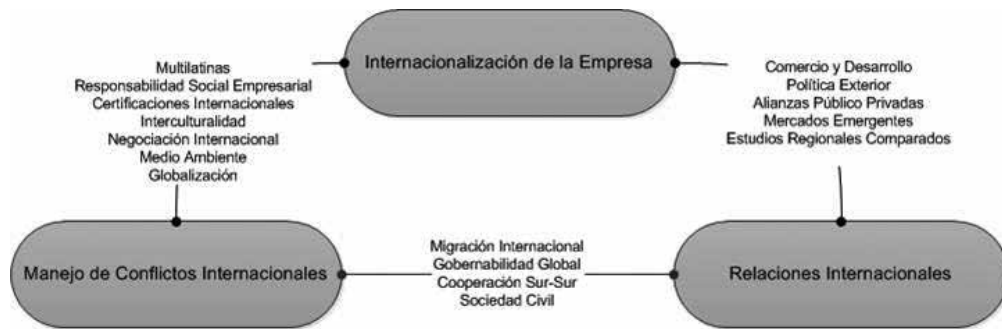 Internacionalización de la Empresa
Multilatinas
Responsabilidad Social Empresarial
Certificaciones Internacionales
Interculturalidad
Negociación Internacional
Medio Ambiente
Globalización
Comercio y Desarrollo
Política Exterior
Alianzas Público Privadas
Mercados Emergentes
Estudios Regionales Comparados
Manejo de Conflictos Internacionales
Migración Internacional
Gobernabilidad Global
Cooperación Sur-Sur
Sociedad Civil
Relaciones Internacionales